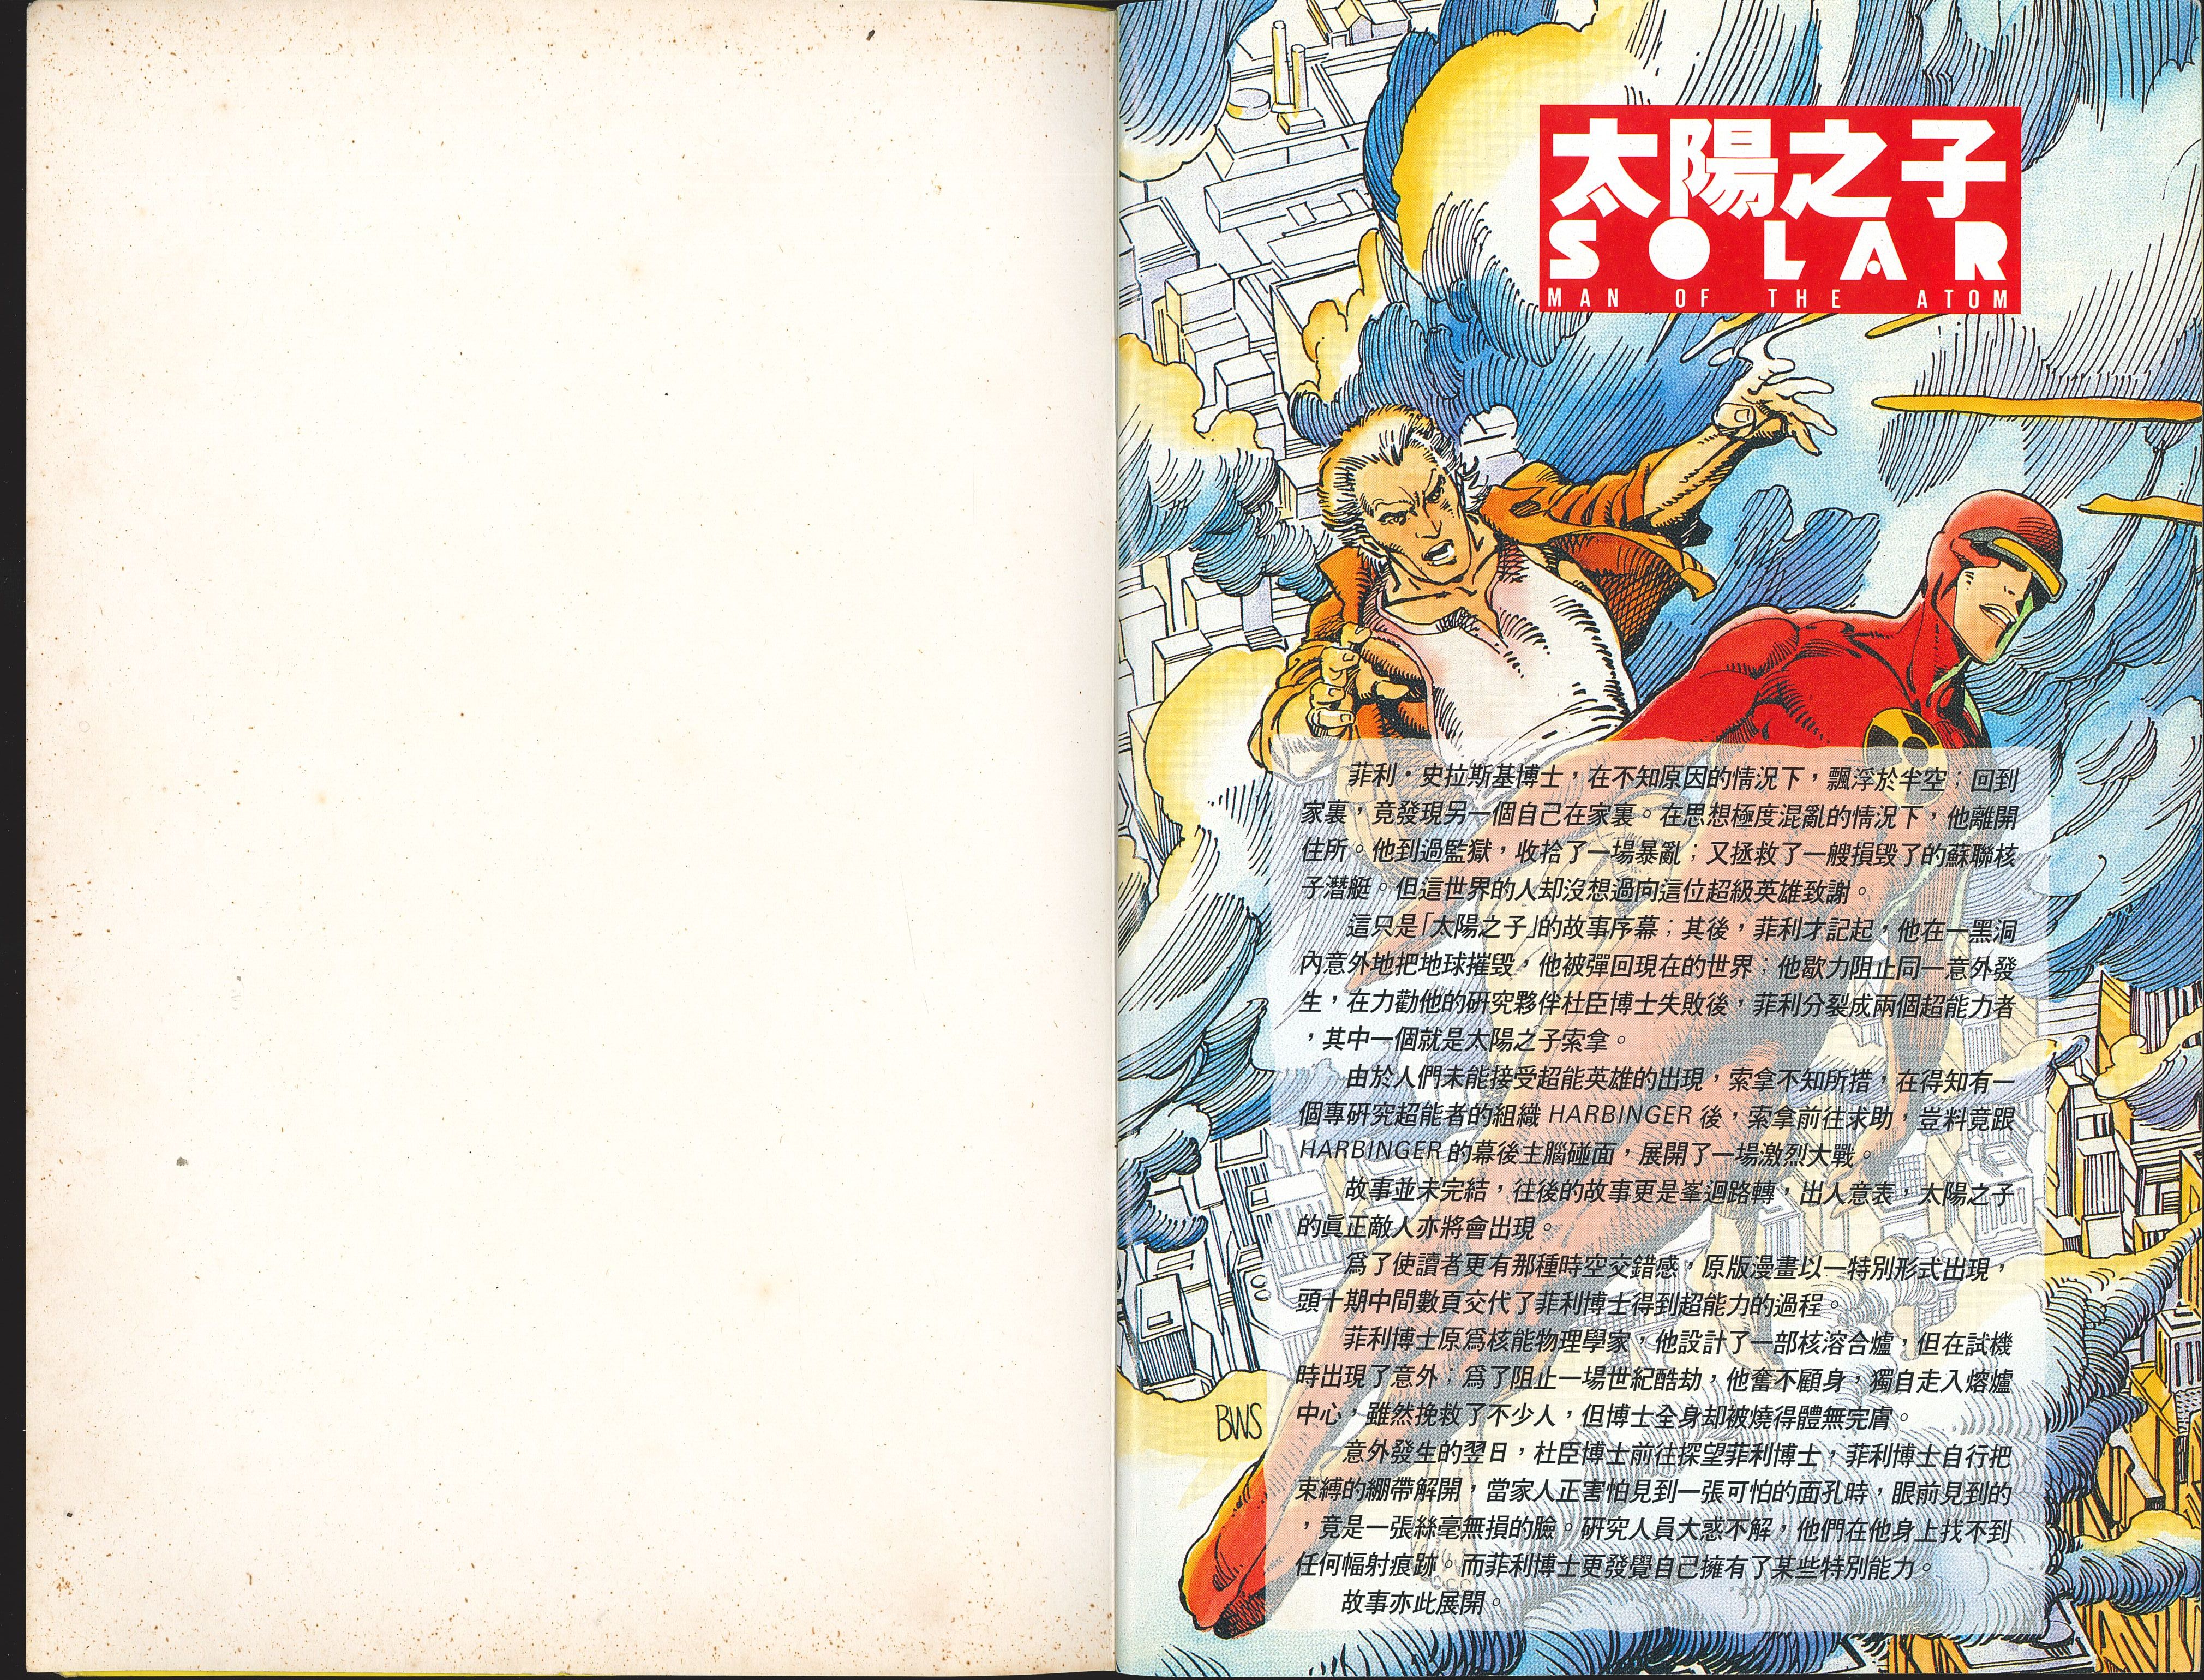 太陽之子
SOLAR
MAN OF THE ATOM
菲利·史拉斯基博士，在不知原因的情況下，飄浮於半空；回到
家裏，竟發現另一個自己在家裏。在思想極度混亂的情況下，他離開
住所。他到過監獄，收拾了一場暴亂；又拯救了一艘損毀了的蘇聯核
子潛艇。但這世界的人却沒想過向這位超級英雄致謝。
這只是「太陽之子」的故事序幕；其後，菲利才記起，他在一黑洞
內意外地把地球摧毀，他被彈回現在的世界；他歇力阻止同一意外發
生，在力勸他的研究夥伴杜臣博士失敗後，菲利分裂成兩個超能力者
，其中一個就是太陽之子索拿。
由於人們未能接受超能英雄的出現，索拿不知所措，在得知有一
個專研究超能者的組織 HARBINGER 後，索拿前往求助，豈料竟跟
HARBINGER 的幕後主腦碰面，展開了一場激烈大戰。
故事並未完結，往後的故事更是峯迴路轉，出人意表，太陽之子
的眞正敵人亦將會出現。
爲了使讀者更有那種時空交錯感，原版漫畫以一特別形式出現，
頭十期中間數頁交代了菲利博士得到超能力的過程。
菲利博士原爲核能物理學家，他設計了一部核溶合爐，但在試機
時出現了意外；爲了阻止一場世紀酷劫，他奮不顧身，獨自走入熔爐
中心，雖然挽救了不少人，但博士全身却被燒得體無完膚。
意外發生的翌日，杜臣博士前往探望菲利博士，菲利博士自行把
束縛的繃帶解開，當家人正害怕見到一張可怕的面孔時，眼前見到的
，竟是一張絲毫無損的臉。研究人員大惑不解，他們在他身上找不到
任何幅射痕跡。而菲利博士更發覺自己擁有了某些特別能力。
故事亦此展開。
BWS